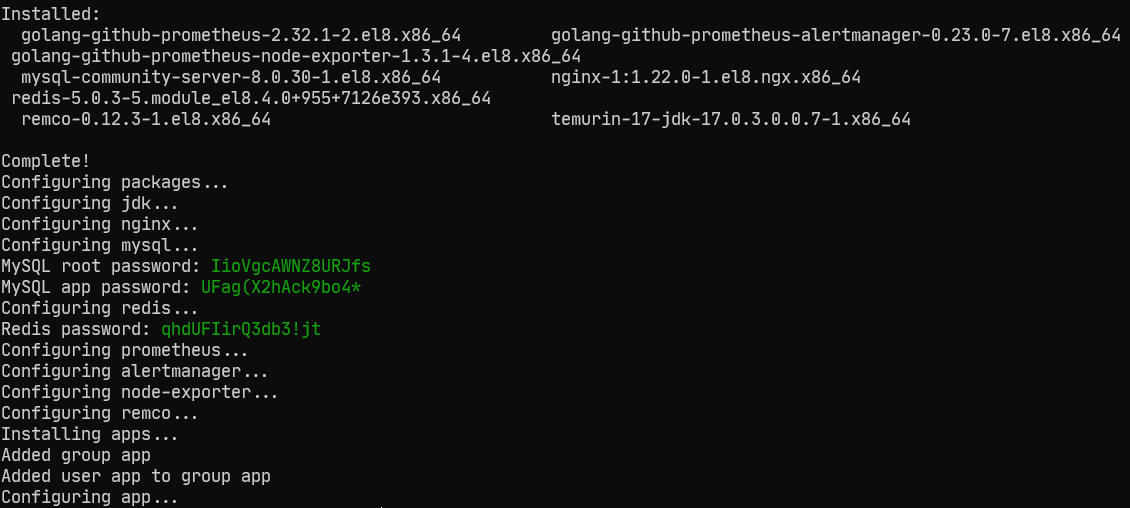 Installed:
  golang-github-prometheus-2.32.1-2.el8.x86_64         golang-github-prometheus-alertmanager-0.23.0-7.el8.x86_64
 golang-github-prometheus-node-exporter-1.3.1-4.el8.x86_64
  mysql-community-server-8.0.30-1.el8.x86_64           nginx-1:1.22.0-1.el8.ngx.x86_64
 redis-5.0.3-5.module_el8.4.0+955+7126e393.x86_64
  remco-0.12.3-1.el8.x86_64                            temurin-17-jdk-17.0.3.0.0.7-1.x86_64

Complete!
Configuring packages...
Configuring jdk...
Configuring nginx...
Configuring mysql...
MySQL root password: IioVgcAWNZ8URJfs
MySQL app password: UFag(X2hAck9bo4*
Configuring redis...
Redis password: qhdUFIirQ3db3!jt
Configuring prometheus...
Configuring alertmanager...
Configuring node-exporter...
Configuring remco...
Installing apps...
Added group app
Added user app to group app
Configuring app...